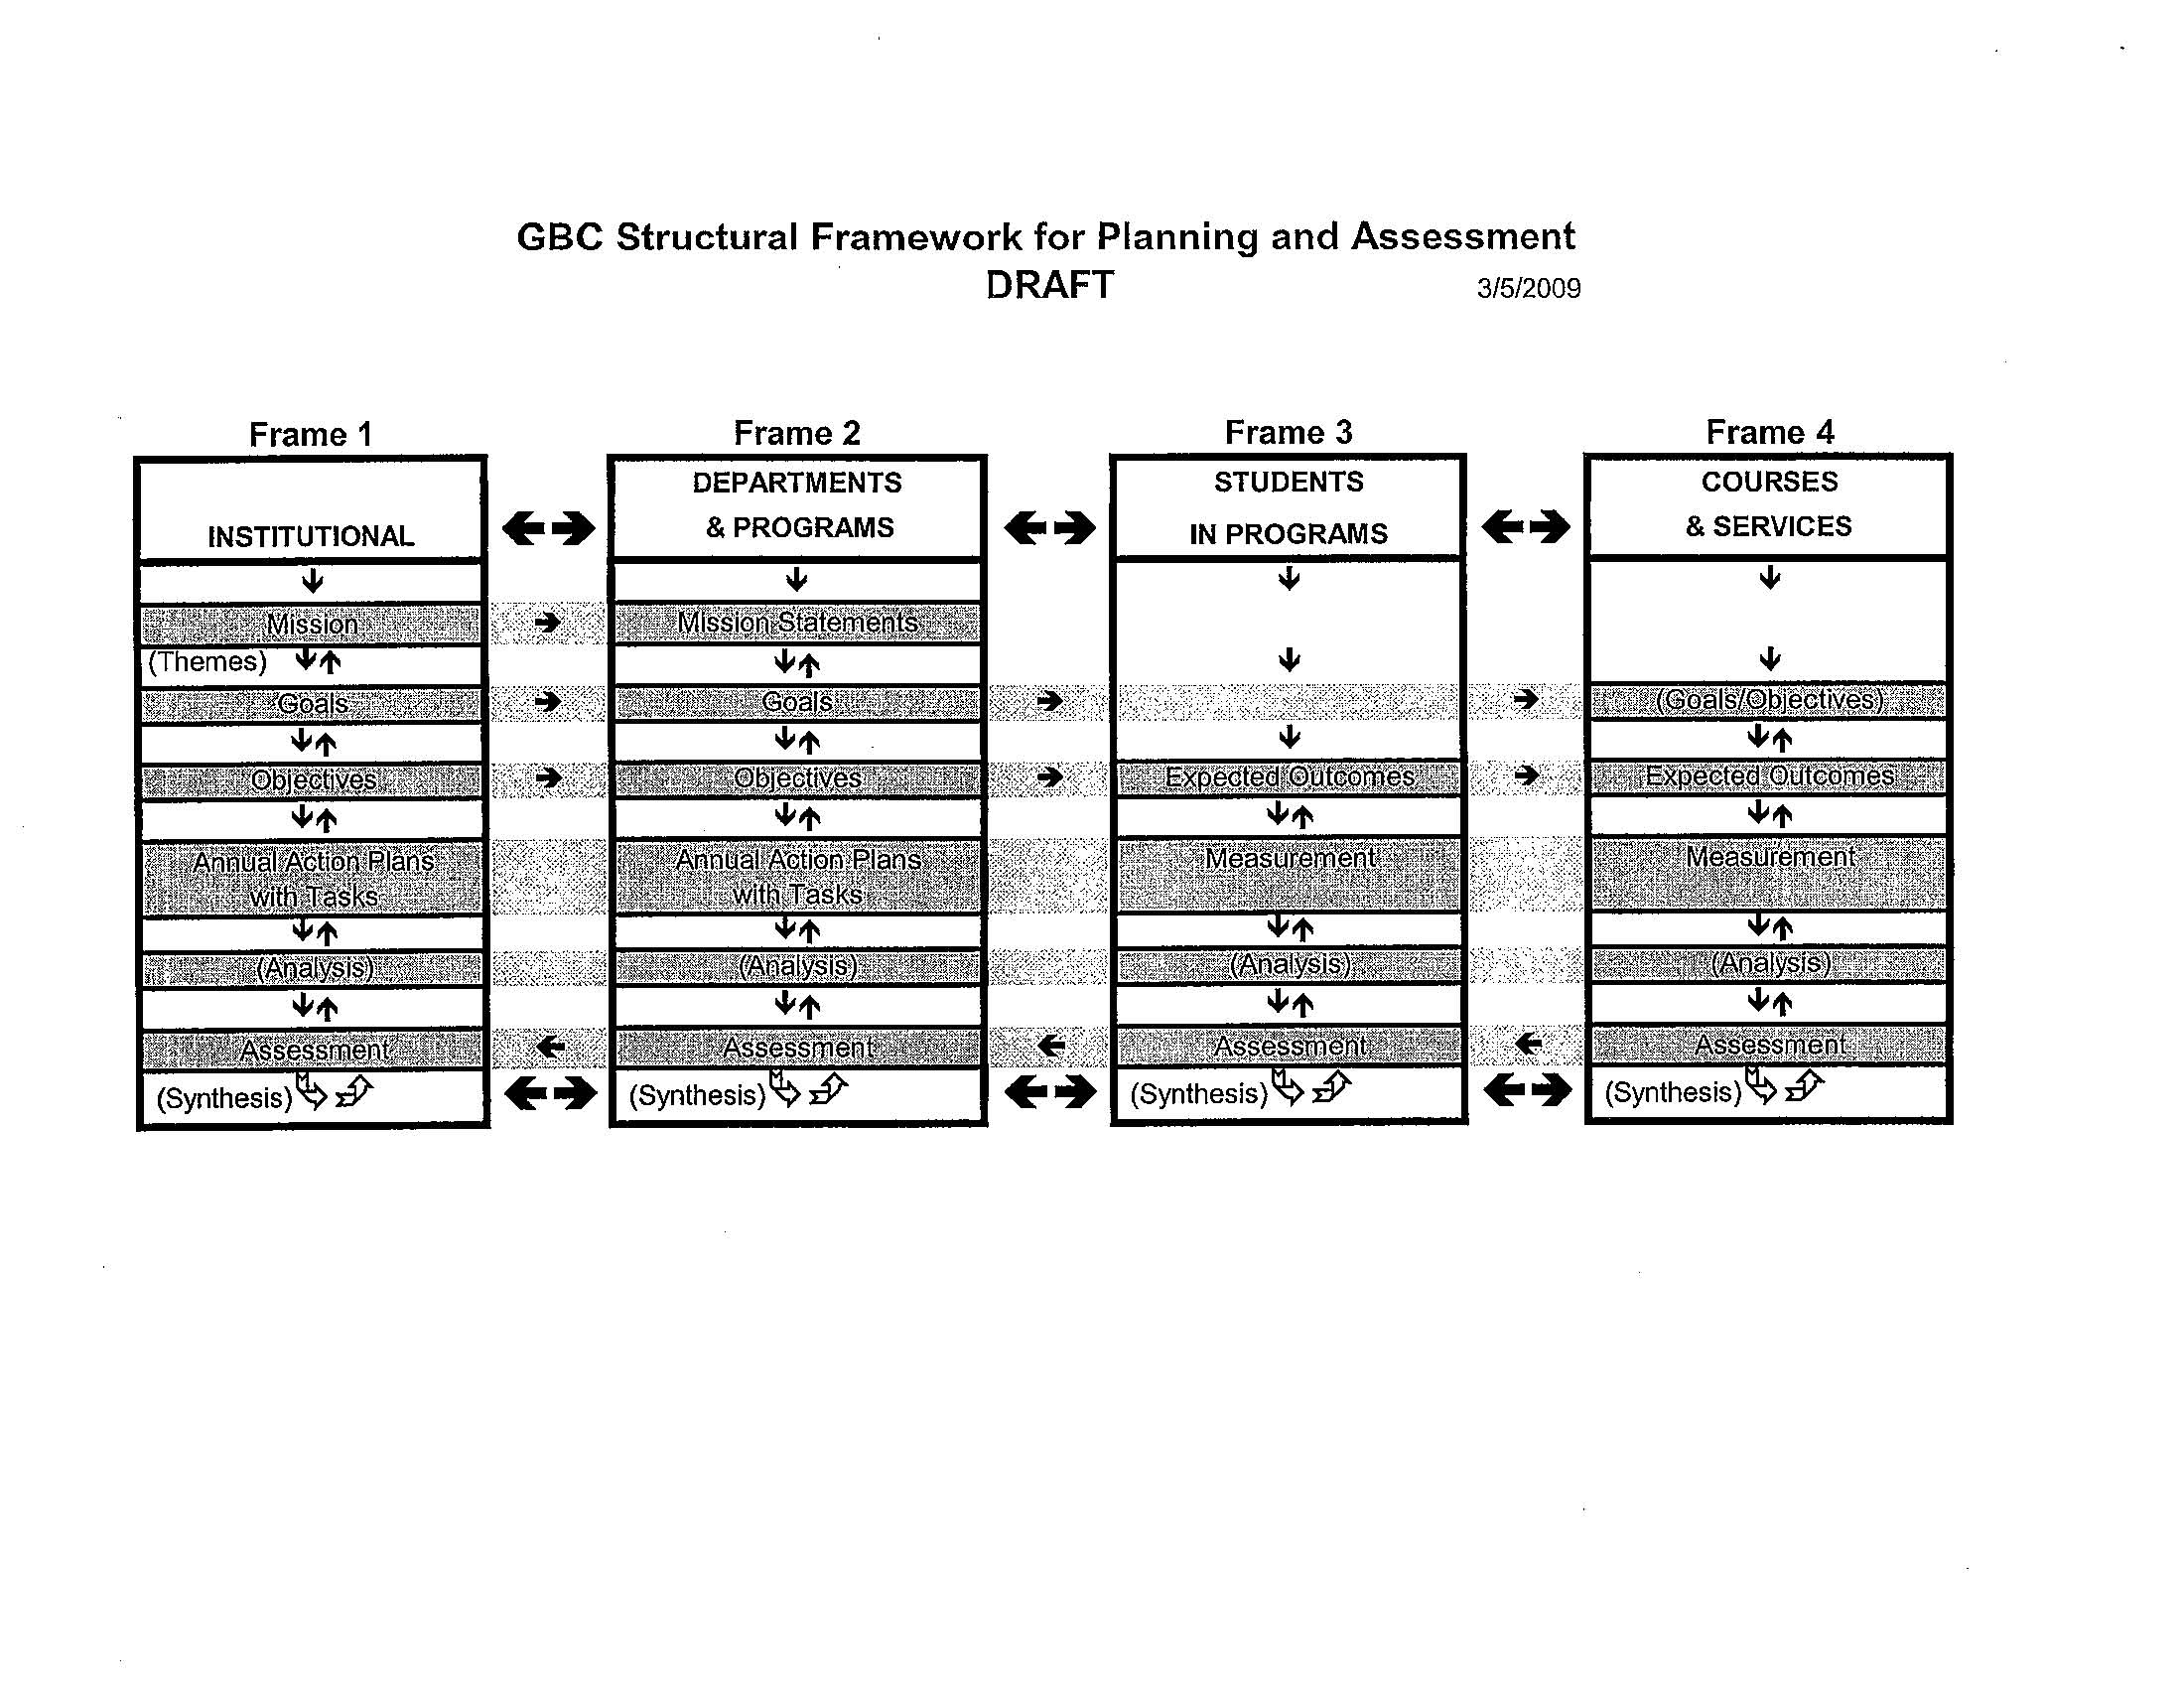 GBC Structural Framework for Planning and Assessment
DRAFT 3/5/2009
Frame 1
INSTITUTIONAL
Mission
(Themes)
Goals
Objectives
Annual Action Plans
with Tasks
(Analysis)
Assessment
(Synthesis)
Frame 2
DEPARTMENTS
& PROGRAMS
Mission Statements
Goals
Objectives
Annual Action Plans
with Tasks
(Analysis)
Assessment
(Synthesis)
Frame 3
STUDENTS
IN PROGRAMS
Expected Outcomes
Measurement
(Analysis)
Assessment
(Synthesis)
Frame 4
COURSES
& SERVICES
(Goals/Objectives)
Expected Outcomes
Measurement
(Analysis)
Assessment
(Synthesis)